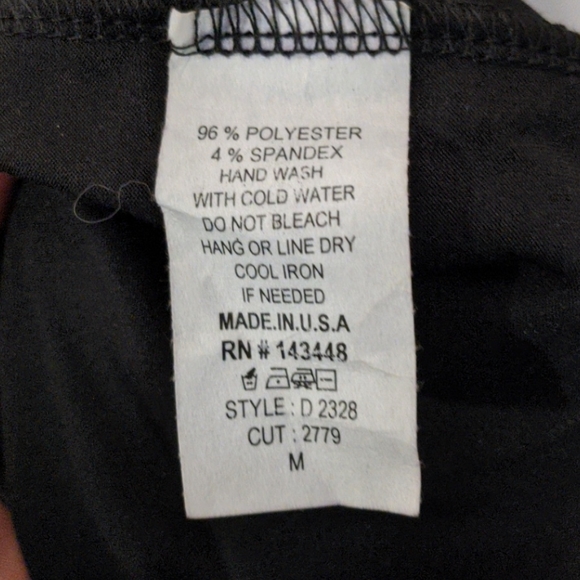 96 % POLYESTER
4 % SPANDEX
HAND WASH
WITH COLD WATER
DO NOT BLEACH
HANG OR LINE DRY
COOL IRON
IF NEEDED
MADE.IN.U.S.A
RN # 143448
STYLE : D 2328
CUT : 2779
M